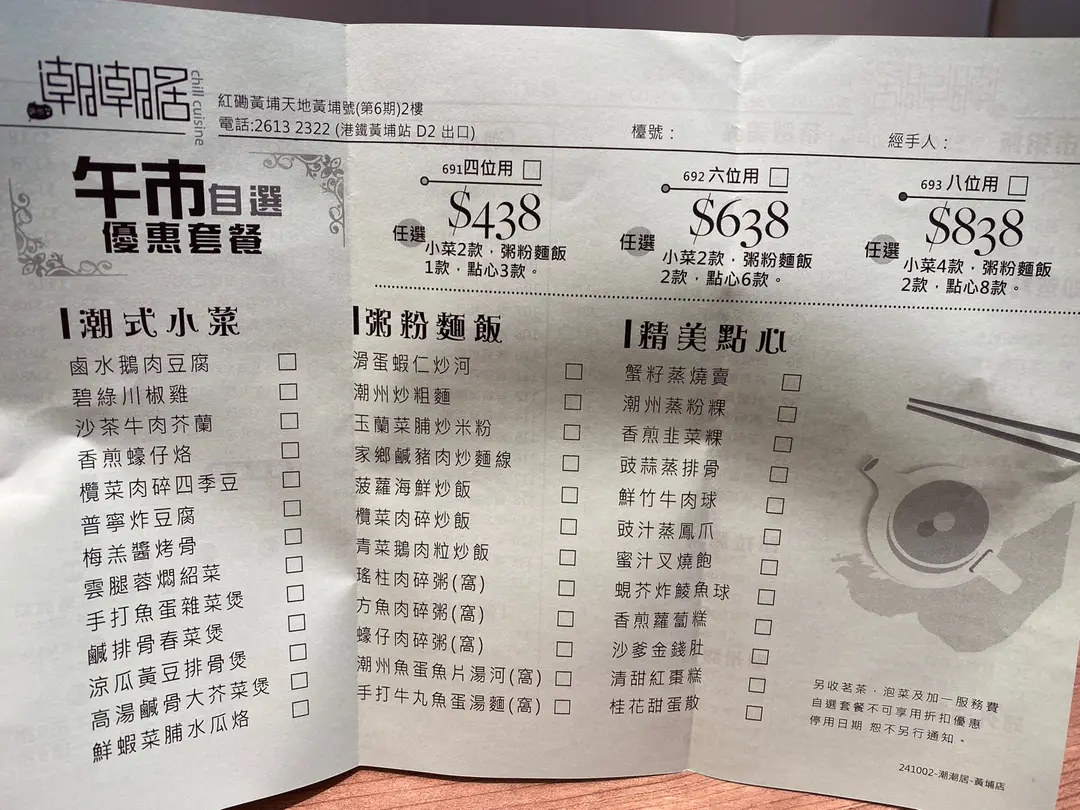 潮潮居
chill cuisine
紅磡黃埔天地黃埔號(第6期)2樓
電話:2613 2322 (港鐵黃埔站 D2 出口)
檯號：
經手人：
午市自選
優惠套餐
691四位用
$438
任選
小菜2款﹐粥粉麵飯
1款﹐點心3款。
692 六位用
$638
任選
小菜2款﹐粥粉麵飯
2款﹐點心6款。
693 八位用
$838
任選
小菜4款﹐粥粉麵飯
2款﹐點心8款。
潮式小菜
鹵水鵝肉豆腐
碧綠川椒雞
沙茶牛肉芥蘭
香煎蠔仔烙
欖菜肉碎四季豆
普寧炸豆腐
梅羔醬烤骨
雲腿蓉燜紹菜
手打魚蛋雜菜煲
鹹排骨春菜煲
涼瓜黃豆排骨煲
高湯鹹骨大芥菜煲
鮮蝦菜脯水瓜烙
粥粉麵飯
滑蛋蝦仁炒河
潮州炒粗麵
玉蘭菜脯炒米粉
家鄉鹹豬肉炒麵線
菠蘿海鮮炒飯
欖菜肉碎炒飯
青菜鵝肉粒炒飯
瑤柱肉碎粥(窩)
方魚肉碎粥(窩)
蠔仔肉碎粥(窩)
潮州魚蛋魚片湯河(窩)
手打牛丸魚蛋湯麵(窩)
精美點心
蟹籽蒸燒賣
潮州蒸粉粿
香煎韭菜粿
豉蒜蒸排骨
鮮竹牛肉球
豉汁蒸鳳爪
蜜汁叉燒飽
蜆芥炸鯪魚球
香煎蘿蔔糕
沙爹金錢肚
清甜紅棗糕
桂花甜蛋散
另收茗茶﹐泡菜及加一服務費
自選套餐不可享用折扣優惠
停用日期 恕不另行通知。
241002-潮潮居-黃埔店